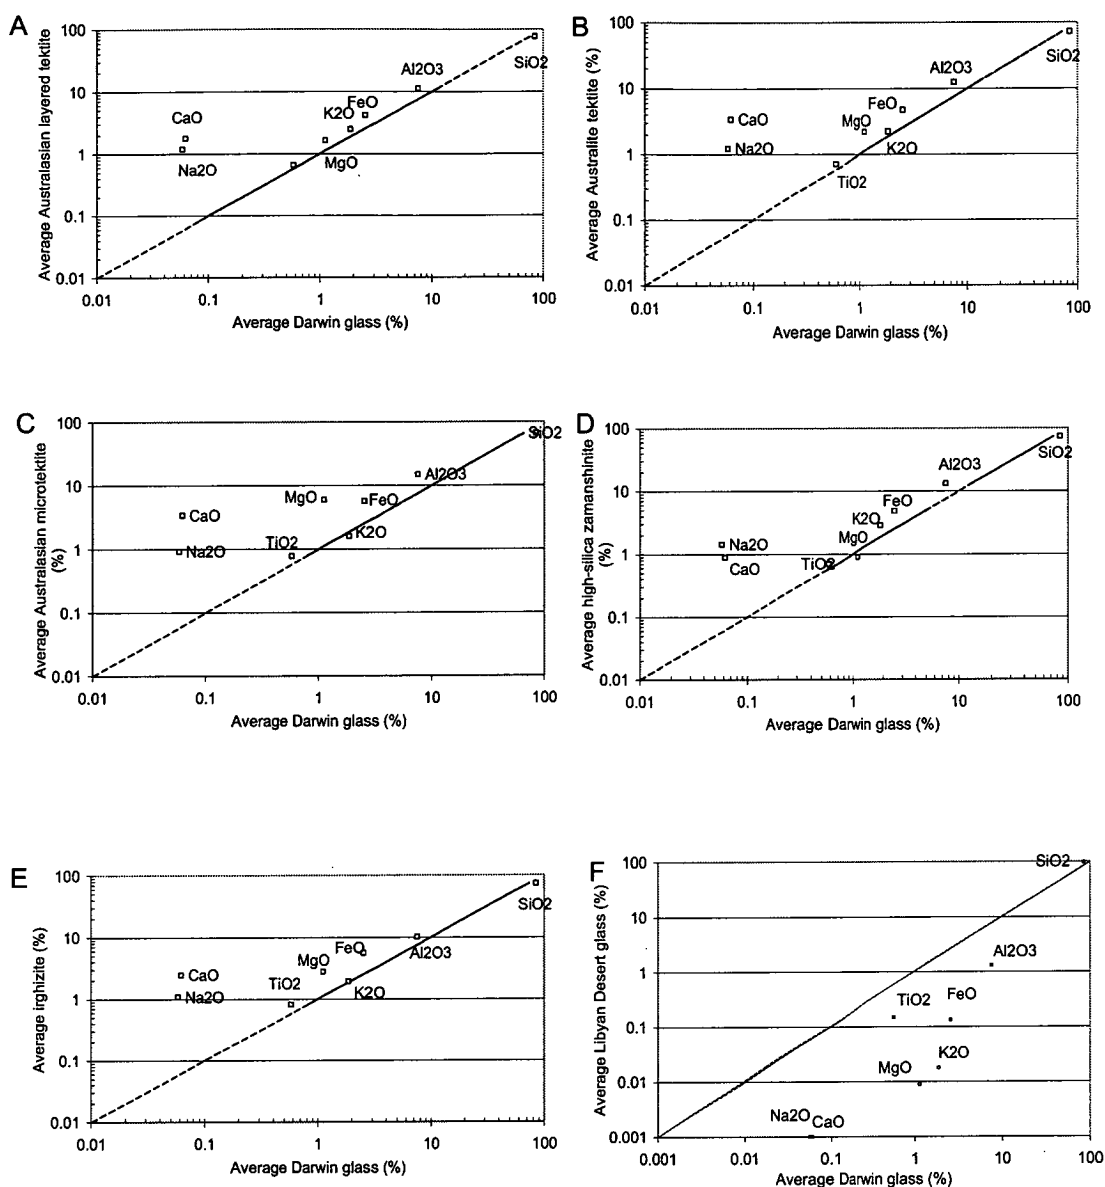 A
Average Australasian layered tektite
100
10
1
0.1
0.01
SiO2
Al2O3
FeO
K2O
MgO
CaO
Na2O
0.01
0.1
1
10
100
Average Darwin glass (%)
B
Average Australite tektite (%)
100
10
1
0.1
0.01
SiO2
Al2O3
FeO
MgO
K2O
CaO
Na2O
TiO2
0.01
0.1
1
10
100
Average Darwin glass (%)
C
Average Australasian microtektite
(%)
100
10
1
0.1
0.01
SiO2
Al2O3
MgO
FeO
CaO
K2O
TiO2
Na2O
0.01
0.1
1
10
100
Average Darwin glass (%)
D
Average high-silica zamanshinite
(%)
100
10
1
0.1
0.01
SiO2
Al2O3
FeO
K2O
MgO
Na2O
CaO
TiO2
0.01
0.1
1
10
100
Average Darwin glass (%)
E
Average irghizite (%)
100
10
1
0.1
0.01
SiO2
FeO
Al2O3
MgO
CaO
TiO2
Na2O
K2O
0.01
0.1
1
10
100
Average Darwin glass (%)
F
Average Libyan Desert glass (%)
100
10
1
0.1
0.01
0.001
SiO2
Al2O3
TiO2
FeO
K2O
MgO
Na2O
CaO
0.001
0.01
0.1
1
10
100
Average Darwin glass (%)